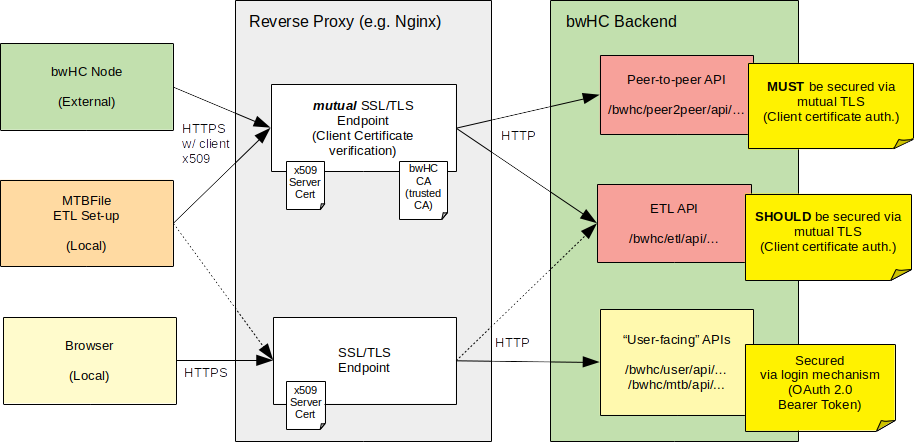 Reverse Proxy (e.g. Nginx)
bwHC Backend
bwHC Node
(External)
MTBFile
ETL Set-up
(Local)
Browser
(Local)
HTTPS
w/ client
x509
HTTPS
mutual SSL/TLS
Endpoint
(Client Certificate
verification)
x509
Server
Cert
bwHC
CA
(trusted
CA)
SSL/TLS
Endpoint
x509
Server
Cert
HTTP
HTTP
Peer-to-peer API
/bwhc/peer2peer/api/…
MUST be secured via
mutual TLS
(Client certificate auth.)
ETL API
/bwhc/etl/api/…
SHOULD be secured via
mutual TLS
(Client certificate auth.)
“User-facing” APIs
/bwhc/user/api/…
/bwhc/mtb/api/…
Secured
via login mechanism
(OAuth 2.0
Bearer Token)